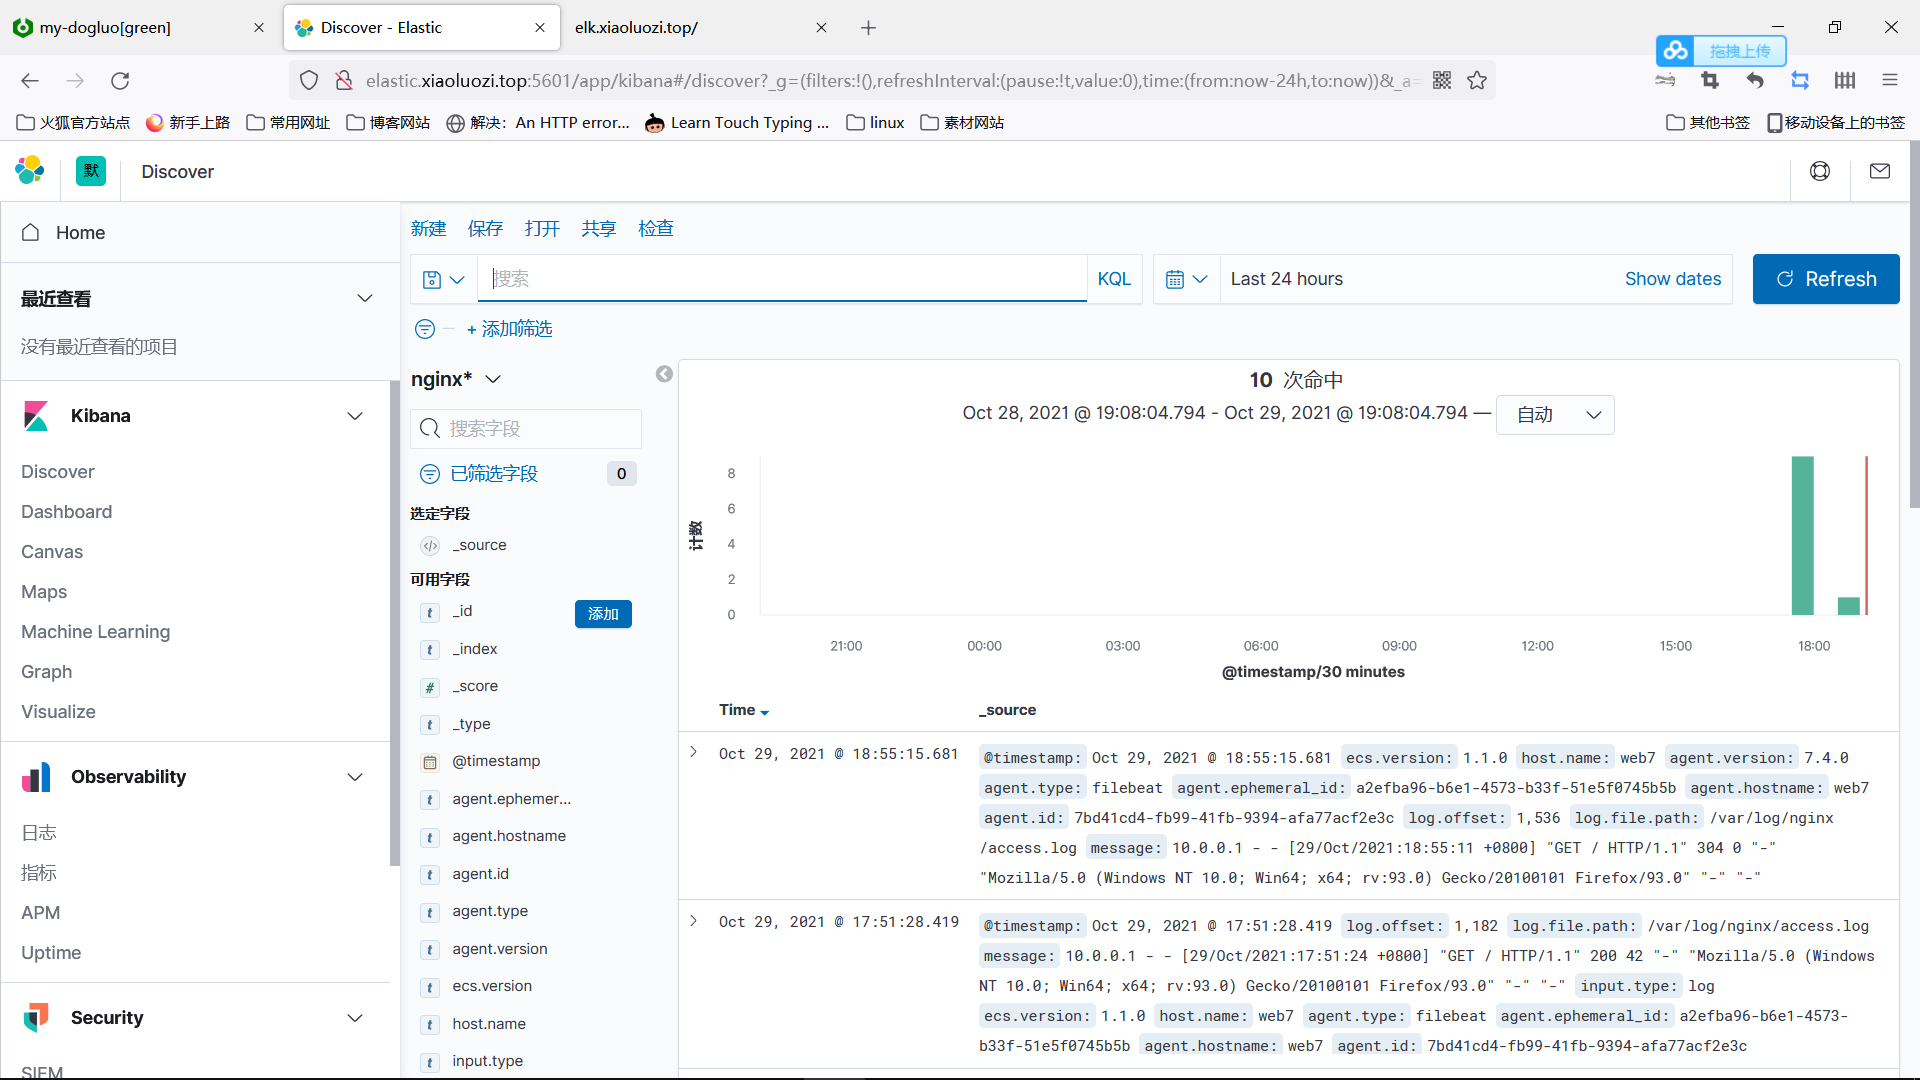 my-dogluo[green]
Discover - Elastic
elk.xiaoluozi.top/
拖拽上传
elastic.xiaoluozi.top:5601/app/kibana#/discover?_g=(filters:!(),refreshInterval:(pause:!t,value:0),time:(from:now-24h,to:now))&_a=
火狐官方站点 新手上路 常用网址 博客网站 解决：An HTTP error... Learn Touch Typing ... linux 素材网站 其他书签 移动设备上的书签
默 Discover
Home
最近查看
没有最近查看的项目
Kibana
Discover
Dashboard
Canvas
Maps
Machine Learning
Graph
Visualize
Observability
日志
指标
APM
Uptime
Security
SIEM
新建 保存 打开 共享 检查
搜索 KQL Last 24 hours Show dates Refresh
+ 添加筛选
nginx*
搜索字段
已筛选字段 0
选定字段
_source
可用字段
_id 添加
_index
_score
_type
@timestamp
agent.ephemer...
agent.hostname
agent.id
agent.type
agent.version
ecs.version
host.name
input.type
10 次命中
Oct 28, 2021 @ 19:08:04.794 - Oct 29, 2021 @ 19:08:04.794 — 自动
计数
8
6
4
2
0
21:00 00:00 03:00 06:00 09:00 12:00 15:00 18:00
@timestamp/30 minutes
Time _source
Oct 29, 2021 @ 18:55:15.681 @timestamp: Oct 29, 2021 @ 18:55:15.681 ecs.version: 1.1.0 host.name: web7 agent.version: 7.4.0
agent.type: filebeat agent.ephemeral_id: a2efba96-b6e1-4573-b33f-51e5f0745b5b agent.hostname: web7
agent.id: 7bd41cd4-fb99-41fb-9394-afa77acf2e3c log.offset: 1,536 log.file.path: /var/log/nginx
/access.log message: 10.0.0.1 - - [29/Oct/2021:18:55:11 +0800] "GET / HTTP/1.1" 304 0 "-"
"Mozilla/5.0 (Windows NT 10.0; Win64; x64; rv:93.0) Gecko/20100101 Firefox/93.0" "-" "-"
Oct 29, 2021 @ 17:51:28.419 @timestamp: Oct 29, 2021 @ 17:51:28.419 log.offset: 1,182 log.file.path: /var/log/nginx/access.log
message: 10.0.0.1 - - [29/Oct/2021:17:51:24 +0800] "GET / HTTP/1.1" 200 42 "-" "Mozilla/5.0 (Windows
NT 10.0; Win64; x64; rv:93.0) Gecko/20100101 Firefox/93.0" "-" "-" input.type: log
ecs.version: 1.1.0 host.name: web7 agent.type: filebeat agent.ephemeral_id: a2efba96-b6e1-4573-
b33f-51e5f0745b5b agent.hostname: web7 agent.id: 7bd41cd4-fb99-41fb-9394-afa77acf2e3c